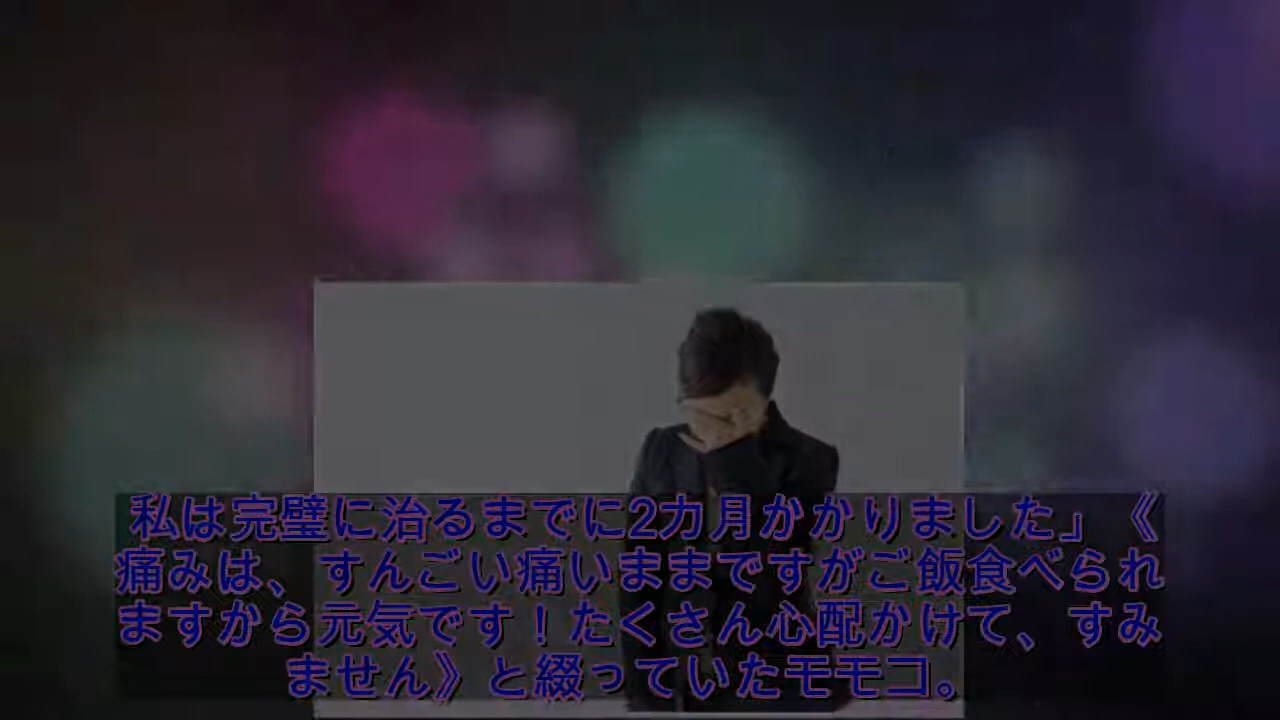 私は完璧に治るまでに2カ月かかりました」《
痛みは、すんごい痛いままですがご飯食べられ
ますから元気です！たくさん心配かけて、すみ
ません》と綴っていたモモコ。